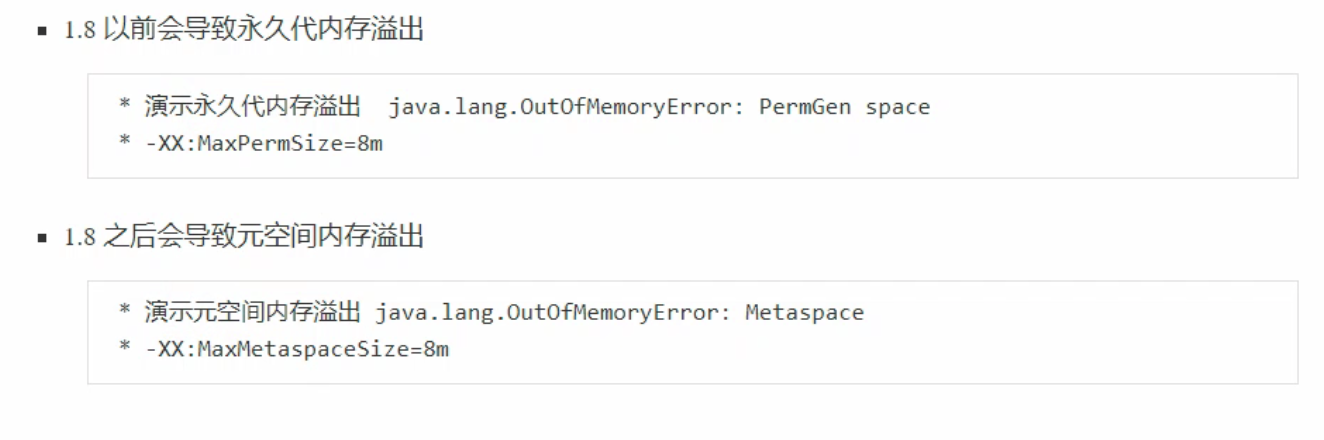 ▪ 1.8 以前会导致永久代内存溢出
* 演示永久代内存溢出  java.lang.OutOfMemoryError: PermGen space
* -XX:MaxPermSize=8m
▪ 1.8 之后会导致元空间内存溢出
* 演示元空间内存溢出 java.lang.OutOfMemoryError: Metaspace
* -XX:MaxMetaspaceSize=8m